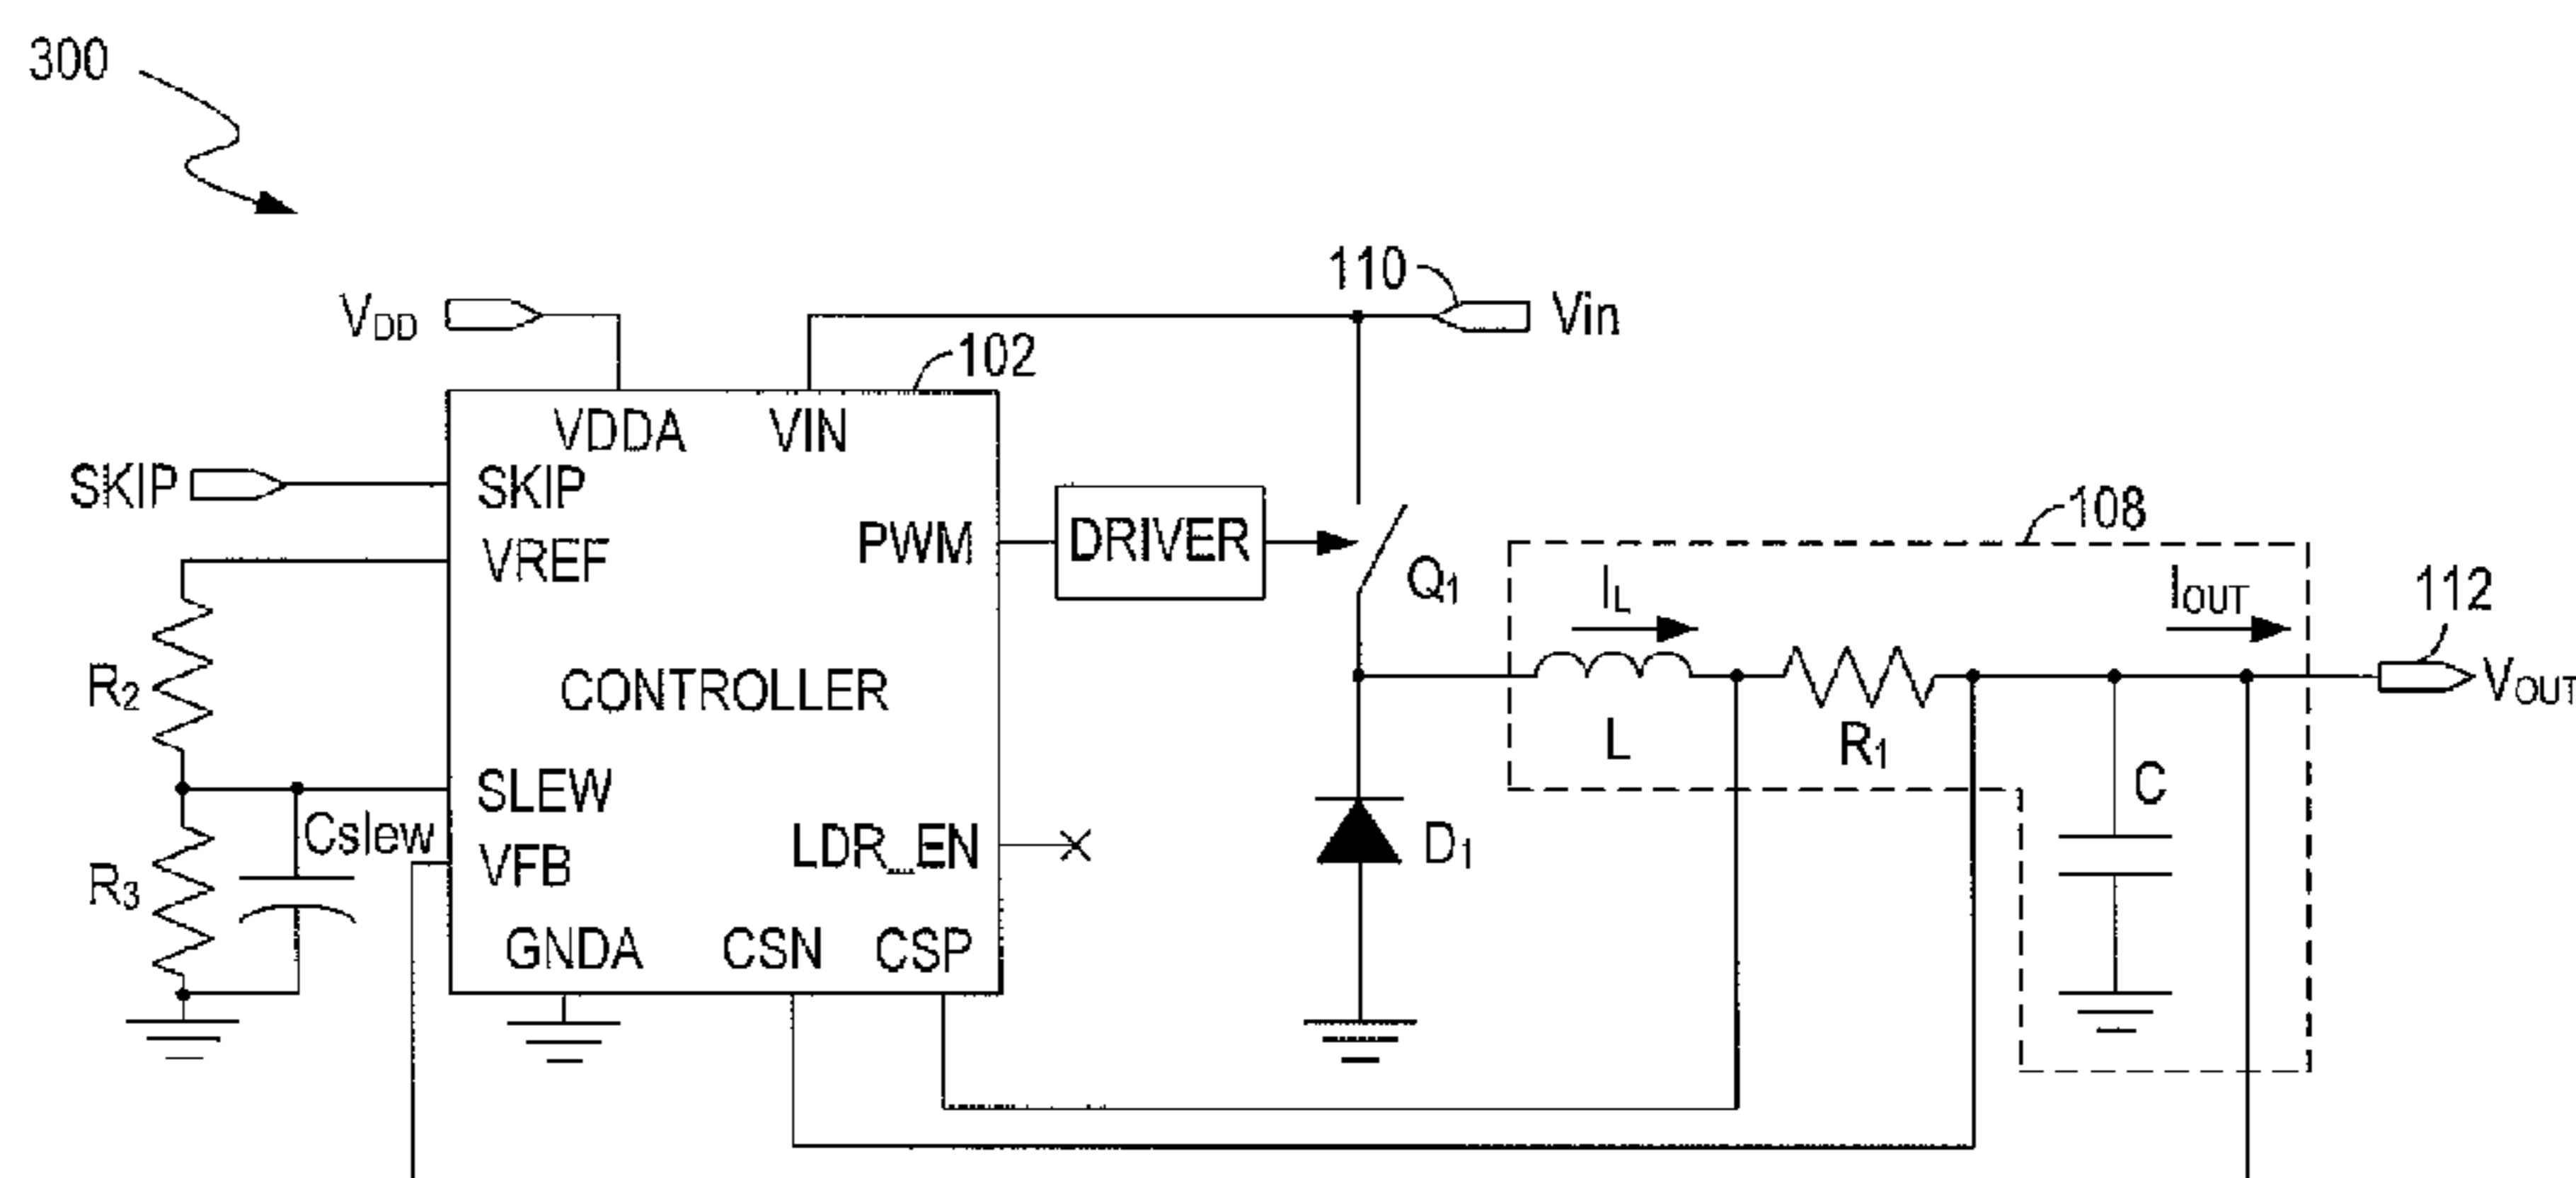 300
110
VDD
Vin
102
VDDA
VIN
SKIP
SKIP
108
PWM
DRIVER
VREF
Q1
IL
IOUT
112
R2
CONTROLLER
VOUT
L
R1
SLEW
C
Cslew
VFB
LDR_EN
D1
R3
GNDA
CSN
CSP